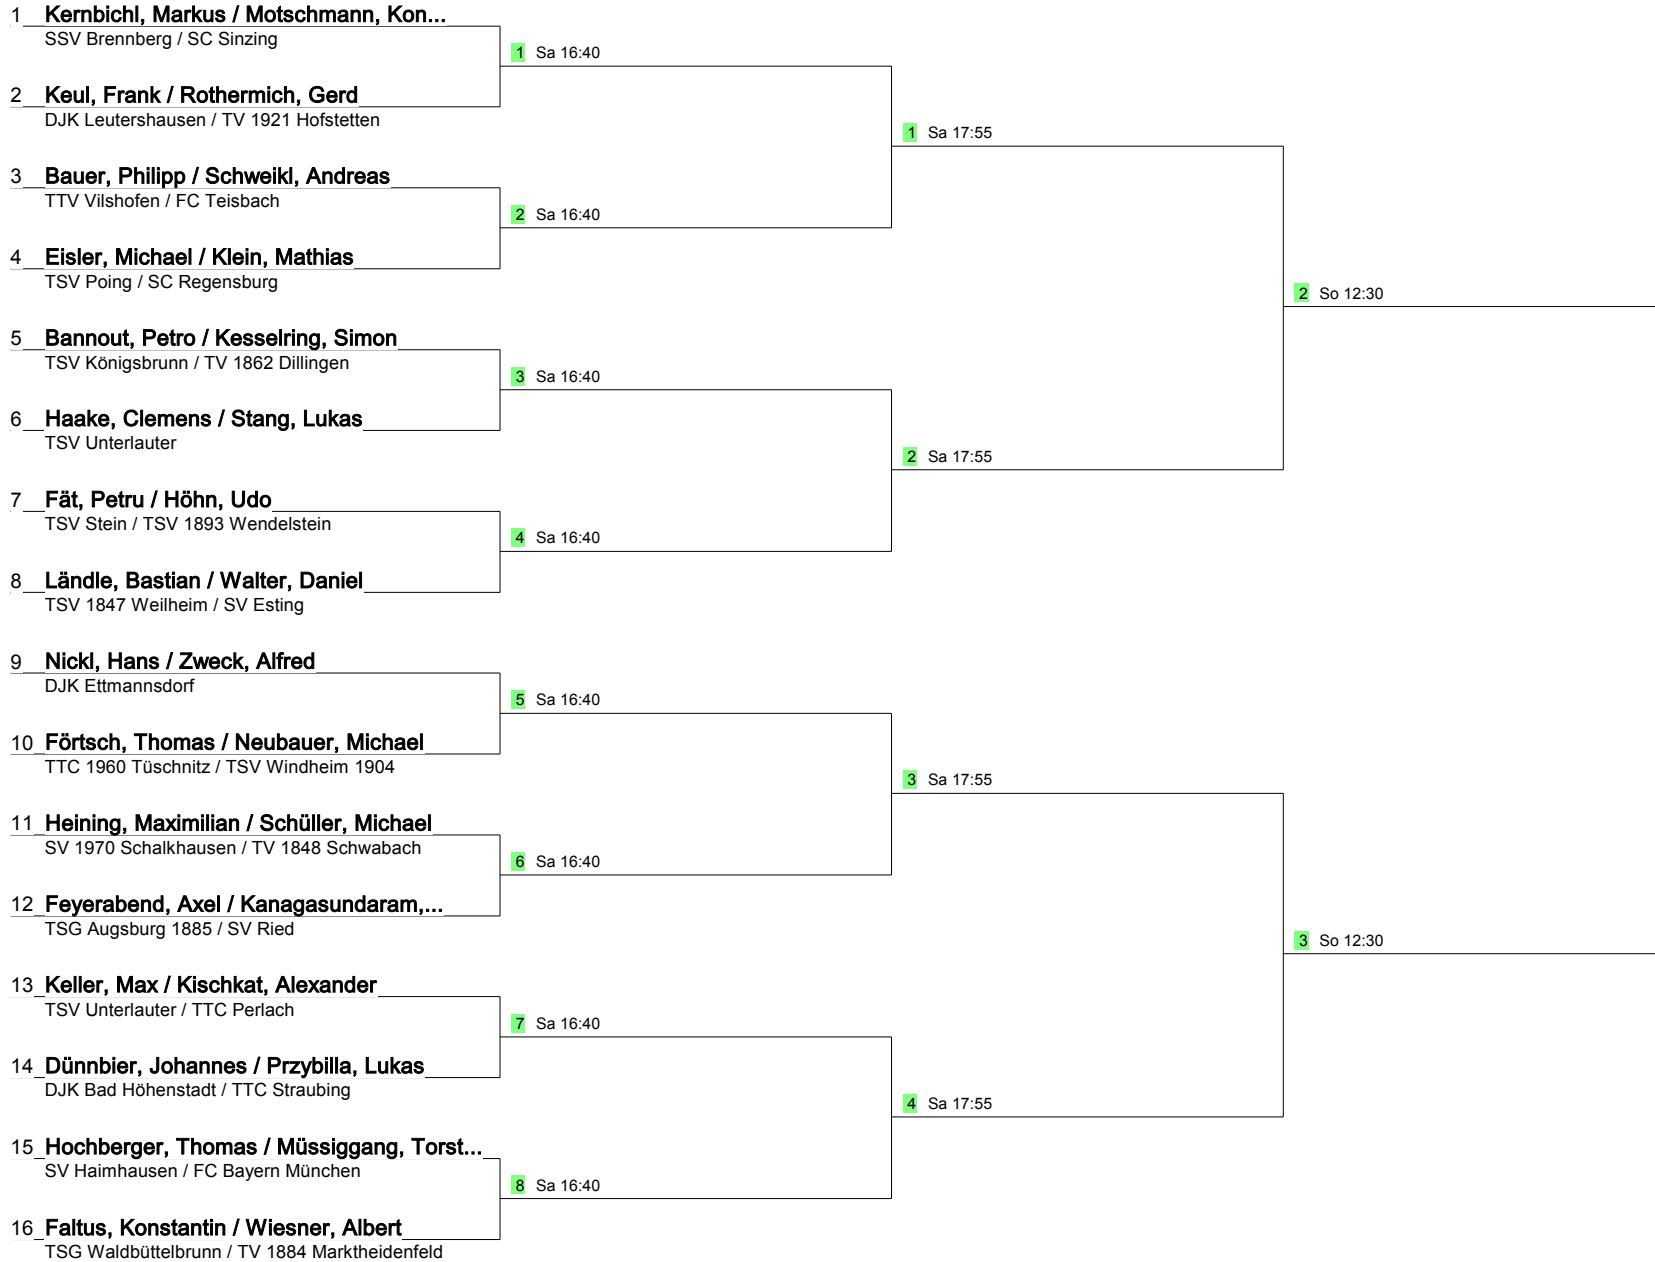 1 Kernbichl, Markus / Motschmann, Kon...
SSV Brennberg / SC Sinzing
1 Sa 16:40
2 Keul, Frank / Rothermich, Gerd
DJK Leutershausen / TV 1921 Hofstetten
1 Sa 17:55
3 Bauer, Philipp / Schweikl, Andreas
TTV Vilshofen / FC Teisbach
2 Sa 16:40
4 Eisler, Michael / Klein, Mathias
TSV Poing / SC Regensburg
2 So 12:30
5 Bannout, Petro / Kesselring, Simon
TSV Königsbrunn / TV 1862 Dillingen
3 Sa 16:40
6 Haake, Clemens / Stang, Lukas
TSV Unterlauter
2 Sa 17:55
7 Fät, Petru / Höhn, Udo
TSV Stein / TSV 1893 Wendelstein
4 Sa 16:40
8 Ländle, Bastian / Walter, Daniel
TSV 1847 Weilheim / SV Esting
9 Nickl, Hans / Zweck, Alfred
DJK Ettmannsdorf
5 Sa 16:40
10 Förtsch, Thomas / Neubauer, Michael
TTC 1960 Tüschnitz / TSV Windheim 1904
3 Sa 17:55
11 Heining, Maximilian / Schüller, Michael
SV 1970 Schalkhausen / TV 1848 Schwabach
6 Sa 16:40
12 Feyerabend, Axel / Kanagasundaram,...
TSG Augsburg 1885 / SV Ried
3 So 12:30
13 Keller, Max / Kischkat, Alexander
TSV Unterlauter / TTC Perlach
7 Sa 16:40
14 Dünnbier, Johannes / Przybilla, Lukas
DJK Bad Höhenstadt / TTC Straubing
4 Sa 17:55
15 Hochberger, Thomas / Müssiggang, Torst...
SV Haimhausen / FC Bayern München
8 Sa 16:40
16 Faltus, Konstantin / Wiesner, Albert
TSG Waldbüttelbrunn / TV 1884 Marktheidenfeld